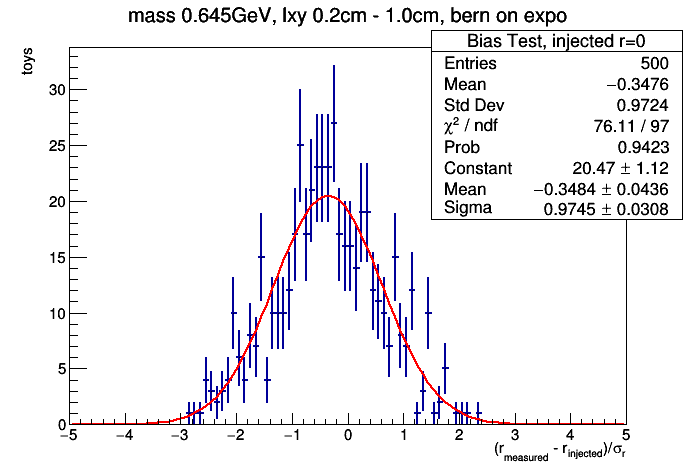 mass 0.645GeV, lxy 0.2cm - 1.0cm, bern on expo
toys
Bias Test, injected r=0
Entries 500
Mean −0.3476
Std Dev 0.9724
χ² / ndf 76.11 / 97
Prob 0.9423
Constant 20.47 ± 1.12
Mean −0.3484 ± 0.0436
Sigma 0.9745 ± 0.0308
30
25
20
15
10
5
0
−5 −4 −3 −2 −1 0 1 2 3 4 5
(r_measured - r_injected)/σ_r